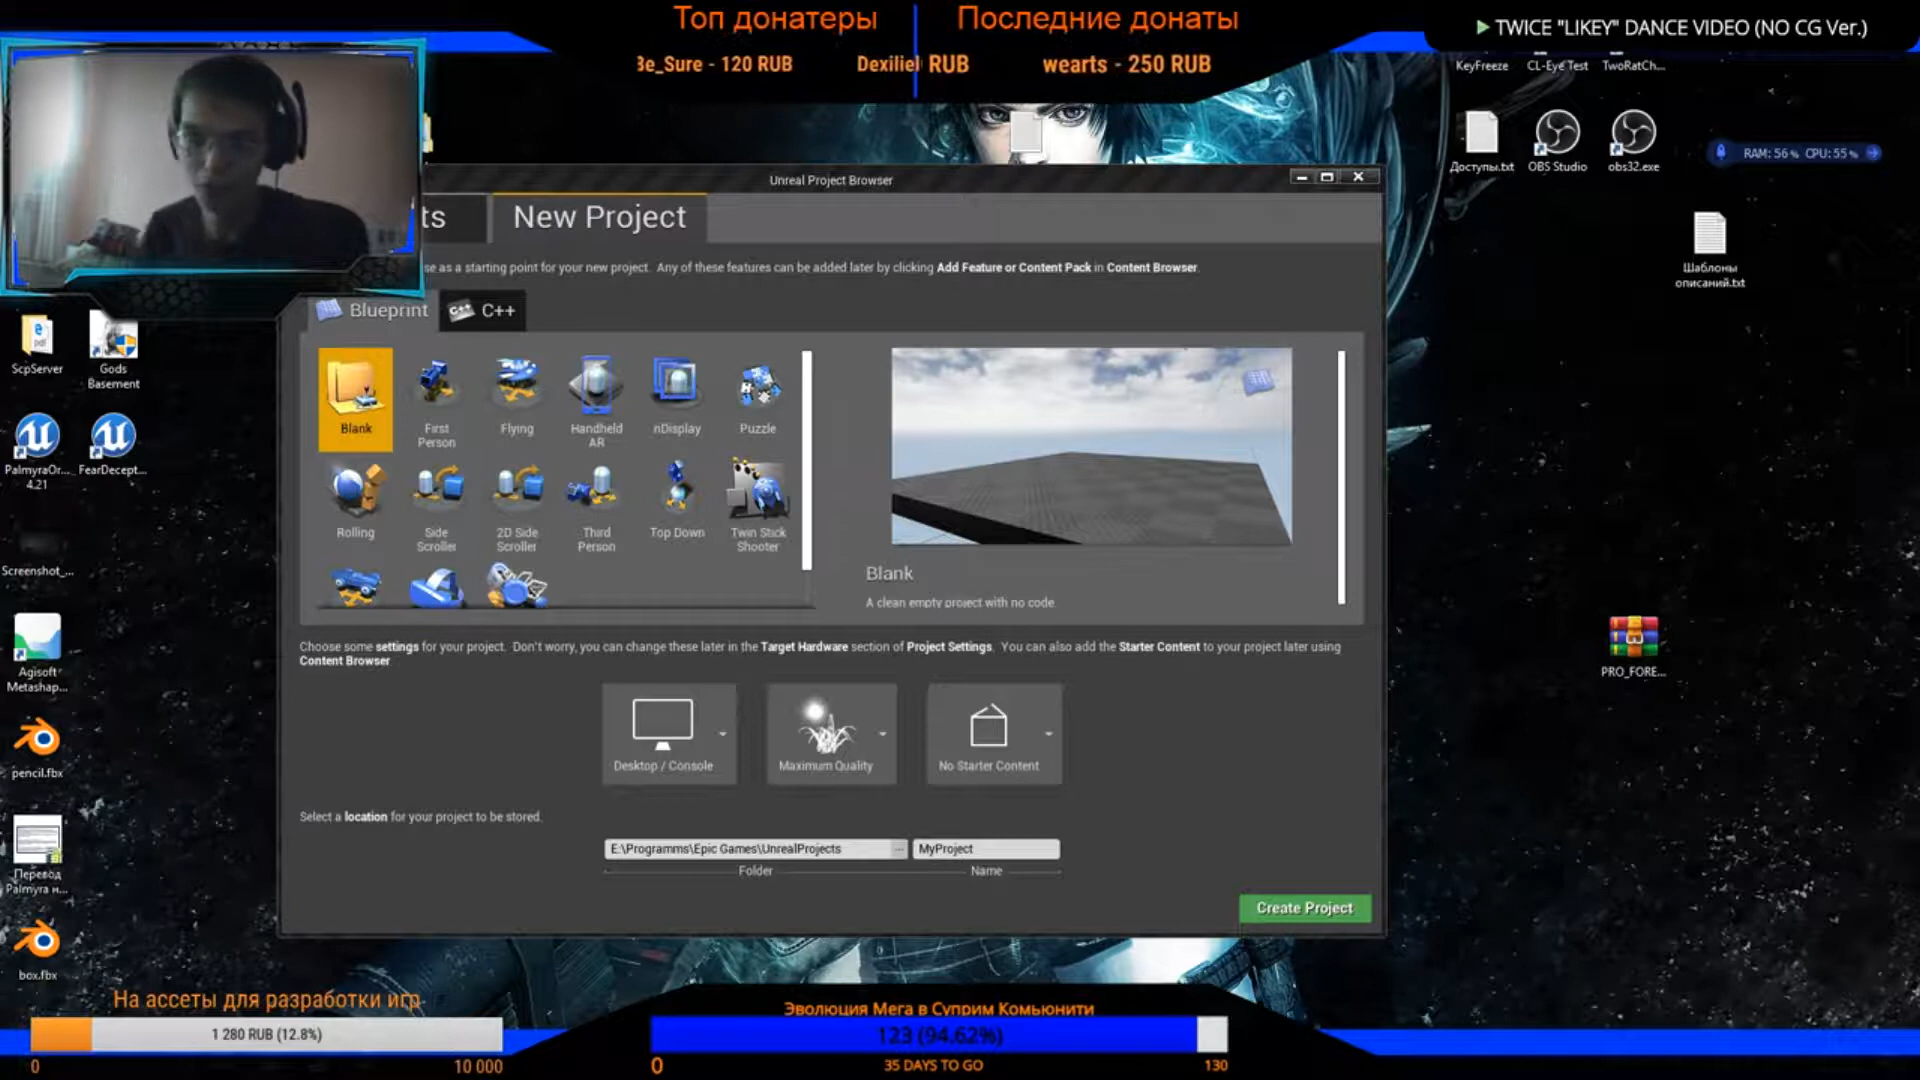 Топ донатеры
Последние донаты
TWICE "LIKEY" DANCE VIDEO (NO CG Ver.)
Be_Sure - 120 RUB
Dexilie RUB
wearts - 250 RUB
KeyFreeze
CL-Eye Test
TwoRatCh...
Доступы.txt
OBS Studio
obs32.exe
RAM: 56% CPU: 55%
Unreal Project Browser
ts
New Project
se as a starting point for your new project. Any of these features can be added later by clicking Add Feature or Content Pack in Content Browser.
Шаблоны
описаний.txt
Blueprint
C++
C++
ScpServer
Gods
Basement
Blank
First
Person
Flying
Handheld
AR
nDisplay
Puzzle
PalmyraOr...
4.21
FearDecept...
Rolling
Side
Scroller
2D Side
Scroller
Third
Person
Top Down
Twin Stick
Shooter
Screenshot_...
Blank
A clean empty project with no code.
Choose some settings for your project. Don't worry, you can change these later in the Target Hardware section of Project Settings. You can also add the Starter Content to your project later using
Content Browser
Agisoft
Metashap...
PRO_FORE...
Desktop / Console
Maximum Quality
No Starter Content
pencil.fbx
Select a location for your project to be stored.
E:\Programms\Epic Games\UnrealProjects
...
MyProject
Folder
Name
Перевод
Palmyra н...
Create Project
box.fbx
На ассеты для разработки игр
1 280 RUB (12.8%)
0
10 000
Эволюция Мега в Суприм Комьюнити
123 (94.62%)
0
35 DAYS TO GO
130